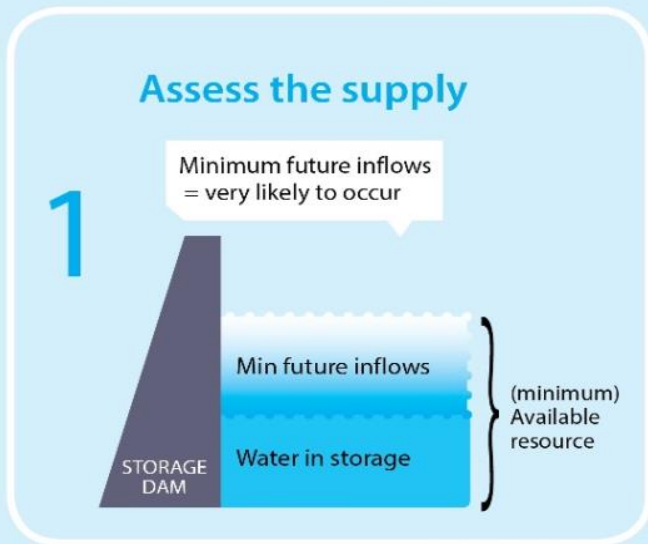 Assess the supply
Minimum future inflows
= very likely to occur
1
Min future inflows
(minimum)
Available
resource
Water in storage
STORAGE
DAM